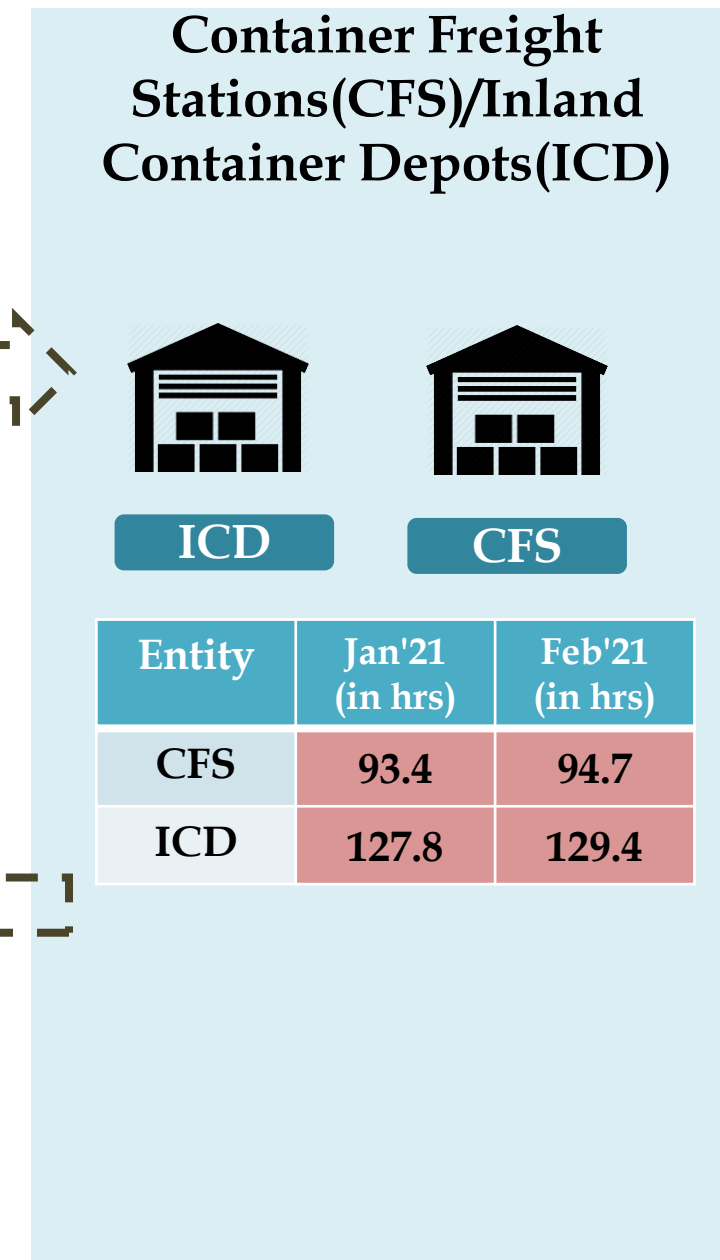 Container Freight
Stations(CFS)/Inland
Container Depots(ICD)
ICD CFS
Entity Jan'21 (in hrs) Feb'21 (in hrs)
CFS 93.4 94.7
ICD 127.8 129.4